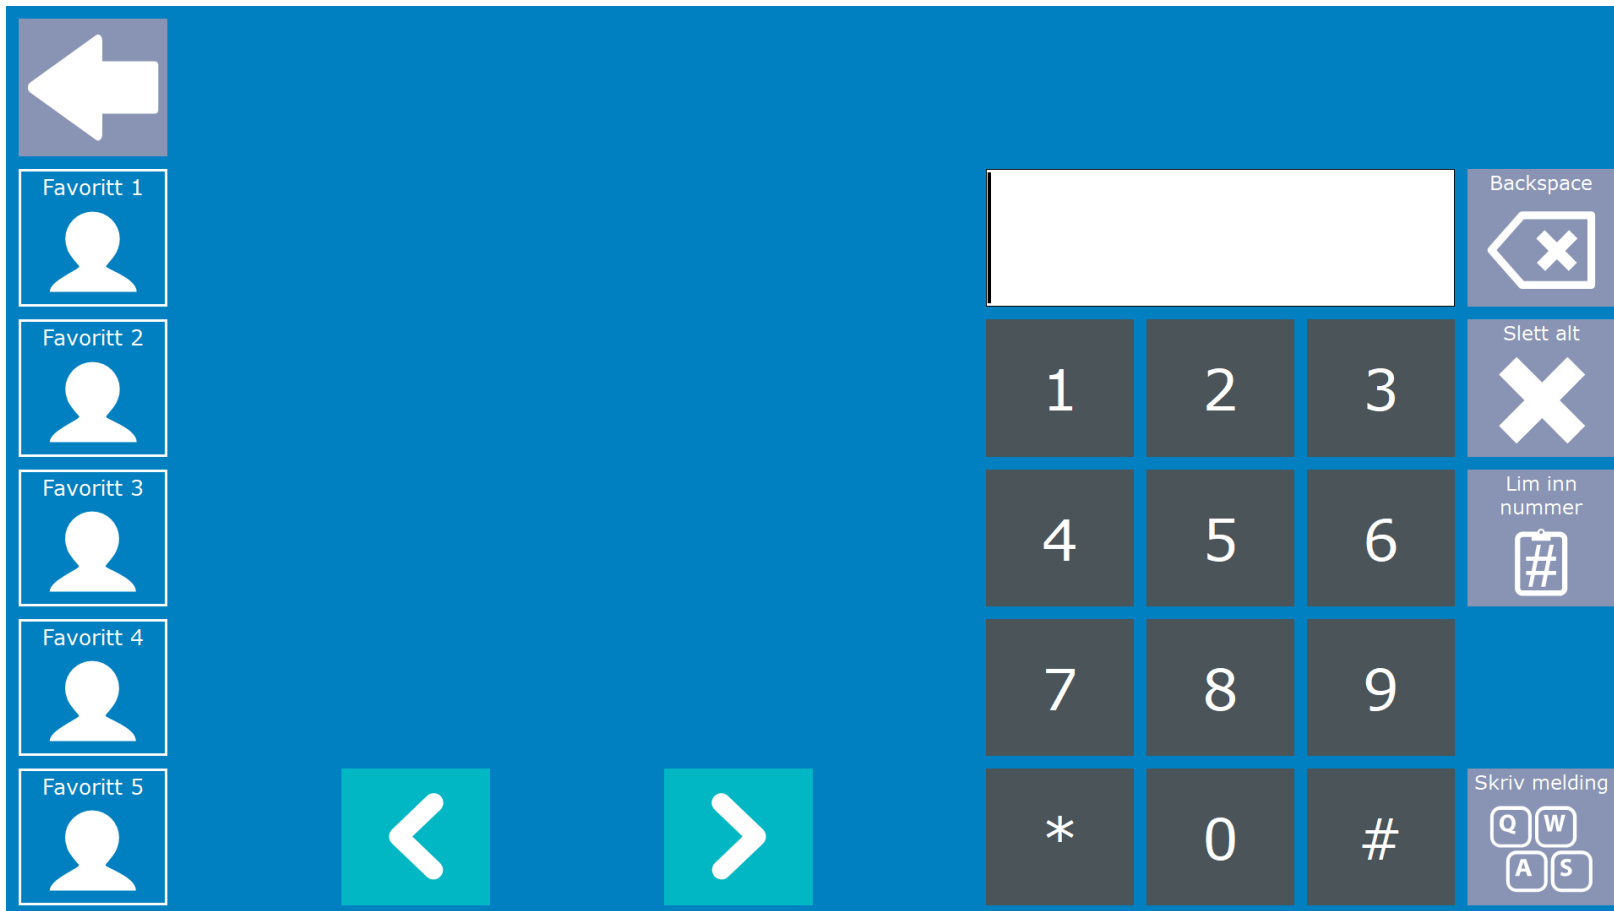 Favoritt 1
Backspace
Favoritt 2
1 2 3
Slett alt
Favoritt 3
4 5 6
Lim inn
nummer
#
Favoritt 4
7 8 9
Favoritt 5
* 0 #
Skriv melding
Q W
A S